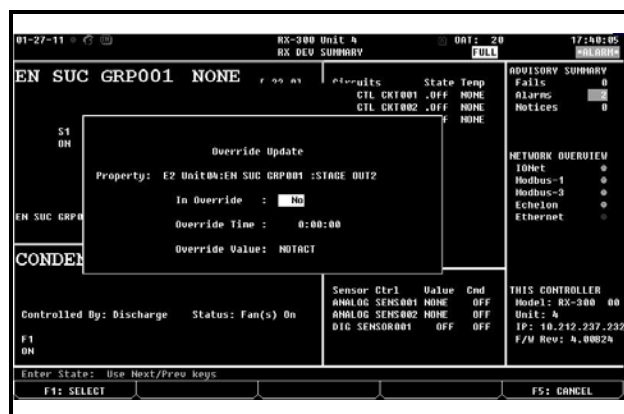 01-27-11
RX-300 Unit 4
OAT: 20
17:40:05
RX DEV SUMMARY
FULL
*ALARM*
EN SUC GRP001 NONE
Circuits State Temp
CTL CKT001 .Off NONE
CTL CKT002 .Off NONE
NONE
S1
ON
ADVISORY SUMMARY
Fails 0
Alarms 2
Notices 0
Override Update
Property: E2 Unit04:EN SUC GRP001 :STAGE OUT2
In Override : No
Override Time : 0:00:00
Override Value: NOTACT
NETWORK OVERVIEW
IONet
Modbus-1
Modbus-3
Echelon
Ethernet
EN SUC GRP0
CONDEN
Controlled By: Discharge Status: Fan(s) On
F1
ON
Sensor Ctrl Value Cmd
ANALOG SENS001 NONE OFF
ANALOG SENS002 NONE OFF
DIG SENSOR001 OFF OFF
THIS CONTROLLER
Model: RX-300 00
Unit: 4
IP: 10.212.237.232
F/W Rev: 4.00B24
Enter State: Use Next/Prev keys
F1: SELECT
F5: CANCEL